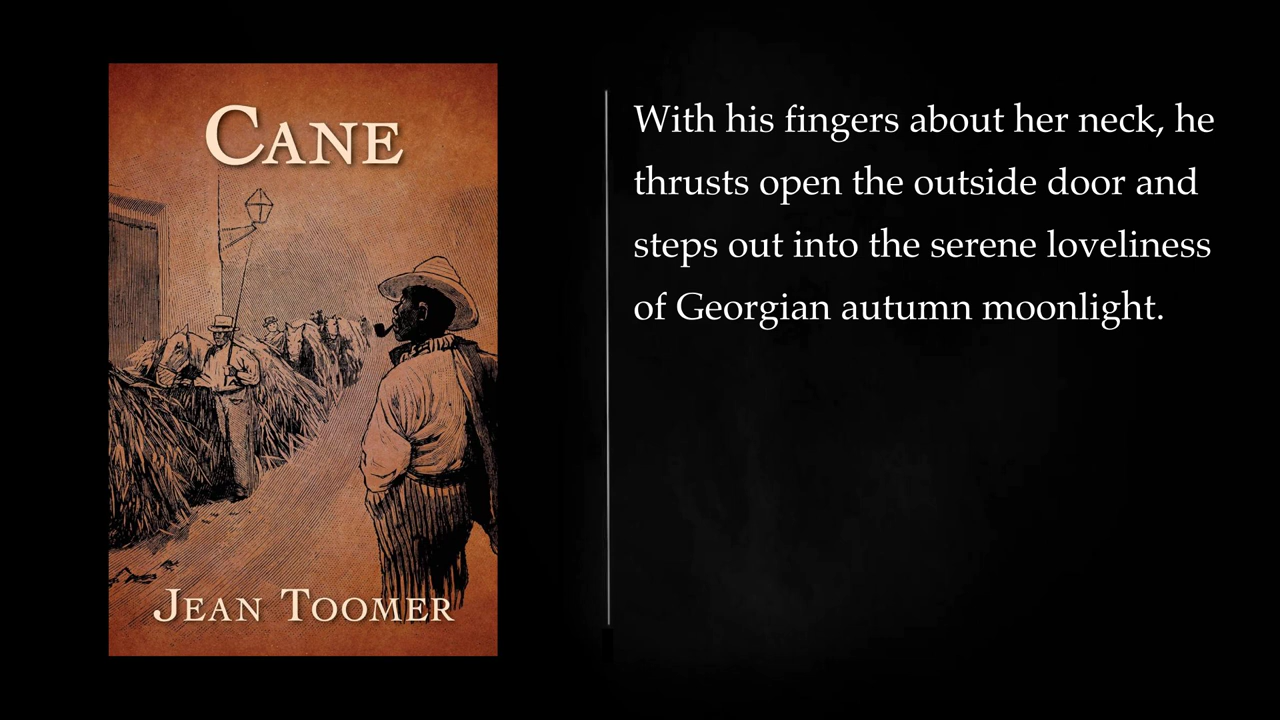 CANE
JEAN TOOMER
With his fingers about her neck, he
thrusts open the outside door and
steps out into the serene loveliness
of Georgian autumn moonlight.